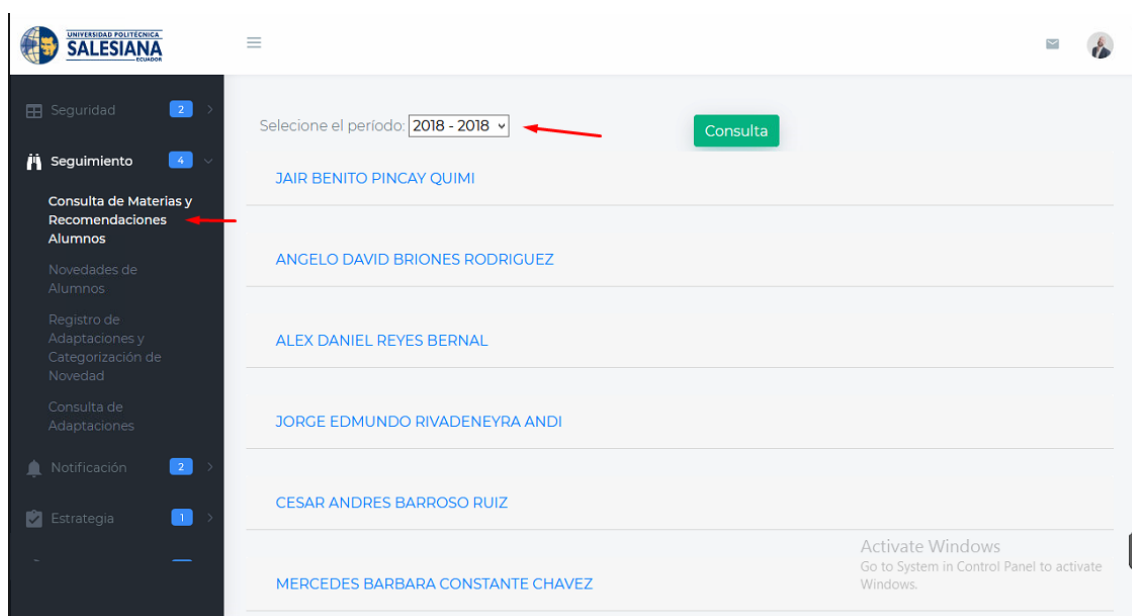 UNIVERSIDAD POLITÉCNICA
SALESIANA
ECUADOR
Seguridad 2
Seguimiento 4
Consulta de Materias y
Recomendaciones
Alumnos
Novedades de
Alumnos
Registro de
Adaptaciones y
Categorización de
Novedad
Consulta de
Adaptaciones
Notificación 2
Estrategia 1
Selecione el período: 2018 - 2018
Consulta
JAIR BENITO PINCAY QUIMI
ANGELO DAVID BRIONES RODRIGUEZ
ALEX DANIEL REYES BERNAL
JORGE EDMUNDO RIVADENEYRA ANDI
CESAR ANDRES BARROSO RUIZ
MERCEDES BARBARA CONSTANTE CHAVEZ
Activate Windows
Go to System in Control Panel to activate
Windows.